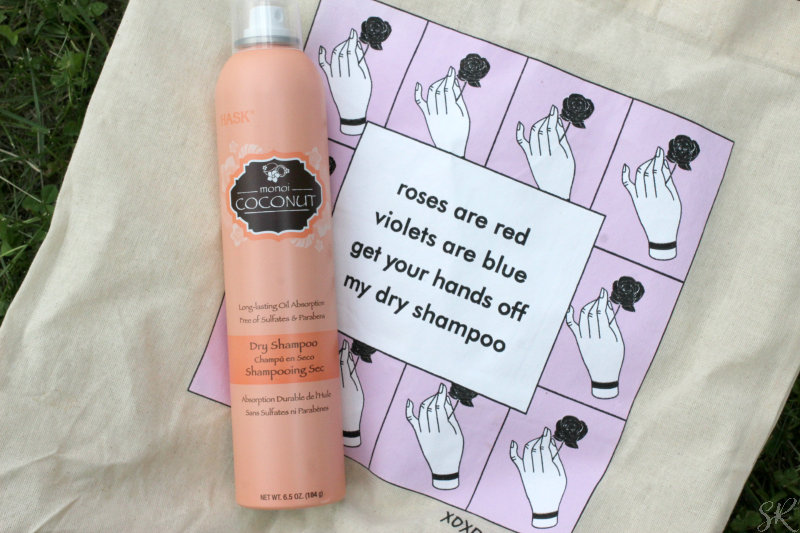 HASK
monoi
COCONUT
Long-lasting Oil Absorption
Free of Sulfates & Parabens
Dry Shampoo
Champú en Seco
Shampooing Sec
Absorption Durable de l'Huile
Sans Sulfates ni Parabènes
NET WT. 6.5 OZ. (184 g)
roses are red
violets are blue
get your hands off
my dry shampoo
SR